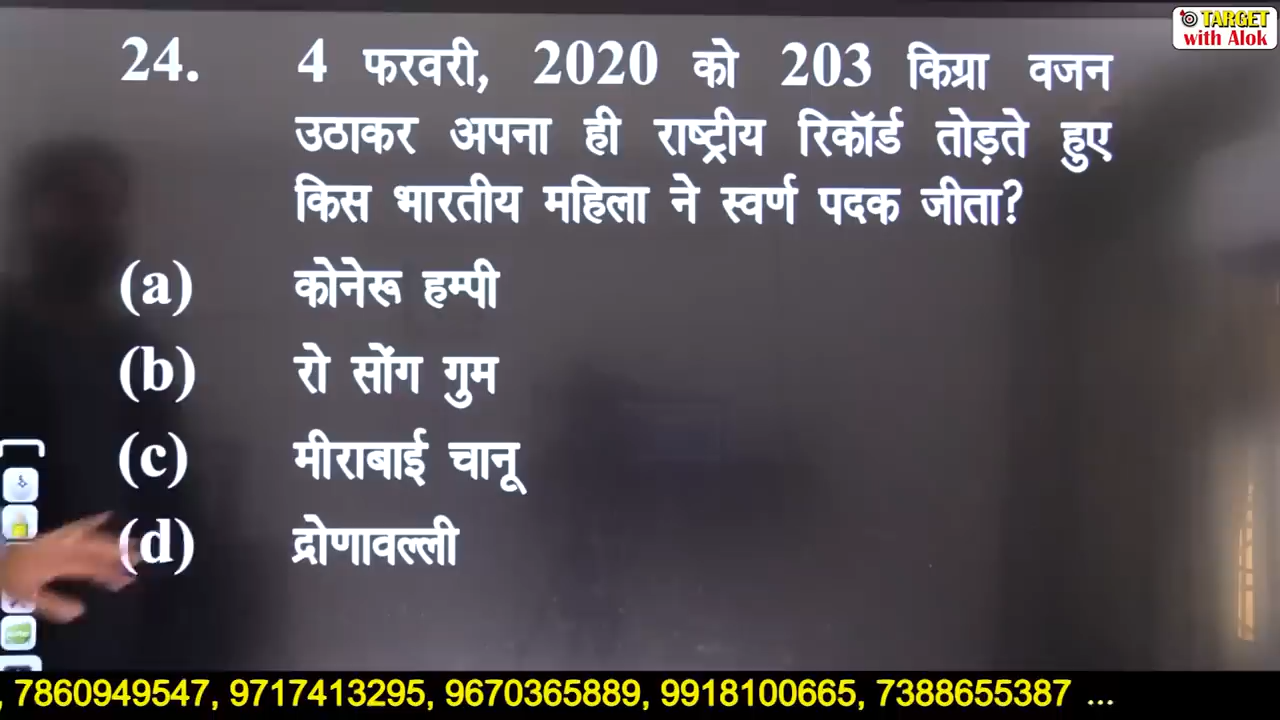 TARGET
with Alok
24. 4 फरवरी, 2020 को 203 किग्रा वजन
उठाकर अपना ही राष्ट्रीय रिकॉर्ड तोड़ते हुए
किस भारतीय महिला ने स्वर्ण पदक जीता?
(a) कोनेरू हम्पी
(b) रो सोंग गुम
(c) मीराबाई चानू
(d) द्रोणावल्ली
, 7860949547, 9717413295, 9670365889, 9918100665, 7388655387 ...